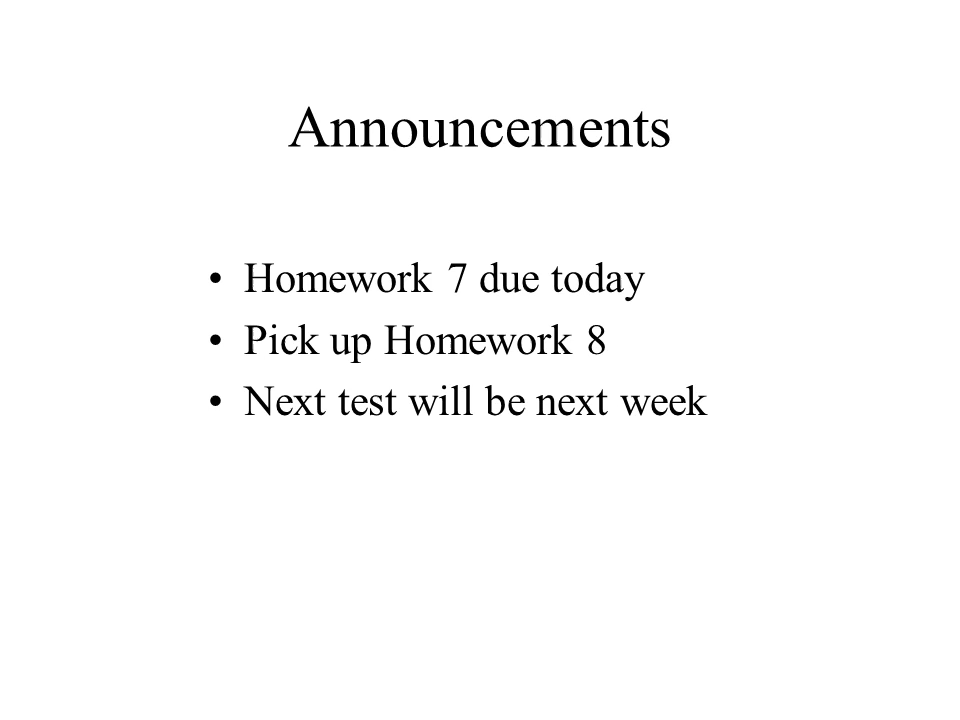 Announcements
• Homework 7 due today
• Pick up Homework 8
• Next test will be next week